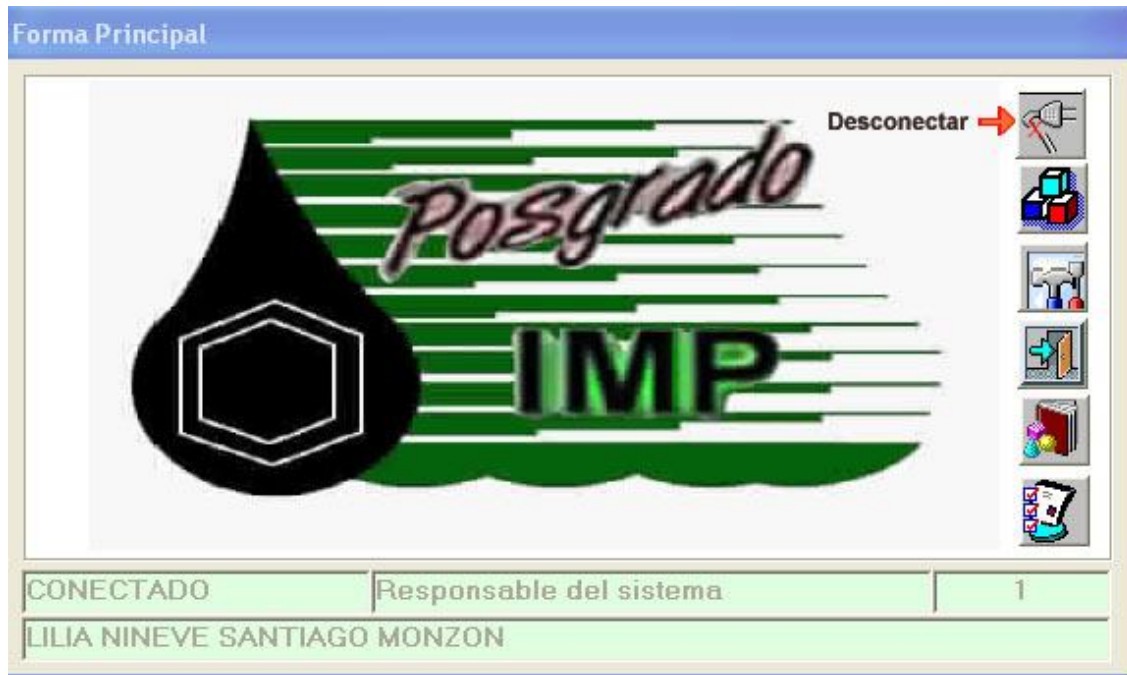 Forma Principal
Desconectar
Posgrado
IMP
CONECTADO Responsable del sistema 1
LILIA NINEVE SANTIAGO MONZON